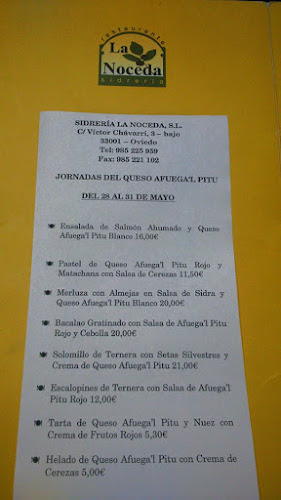 restaurante
La
Noceda
sidrería
SIDRERÍA LA NOCEDA, S.L.
C/ Víctor Chávarri, 3 – bajo
33001 – Oviedo
Tel: 985 225 959
Fax: 985 221 102
JORNADAS DEL QUESO AFUEGA'L PITU
DEL 28 AL 31 DE MAYO
Ensalada de Salmón Ahumado y Queso
Afuega'l Pitu Blanco 16,00€
Pastel de Queso Afuega'l Pitu Rojo y
Matachana con Salsa de Cerezas 11,50€
Merluza con Almejas en Salsa de Sidra y
Queso Afuega'l Pitu Blanco 20,00€
Bacalao Gratinado con Salsa de Afuega'l Pitu
Rojo y Cebolla 20,00€
Solomillo de Ternera con Setas Silvestres y
Crema de Queso Afuega'l Pitu 21,00€
Escalopines de Ternera con Salsa de Afuega'l
Pitu Rojo 12,00€
Tarta de Queso Afuega'l Pitu y Nuez con
Crema de Frutos Rojos 5,30€
Helado de Queso Afuega'l Pitu con Crema de
Cerezas 5,00€